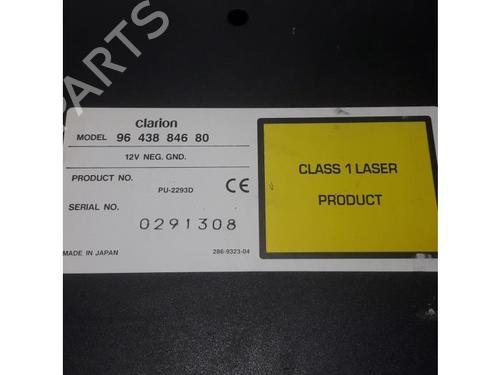 clarion
MODEL 96 438 846 80
12V NEG. GND.
PRODUCT NO. PU-2293D
CE
SERIAL NO. 0291308
MADE IN JAPAN 286-9323-04
CLASS 1 LASER
PRODUCT
B-PARTS